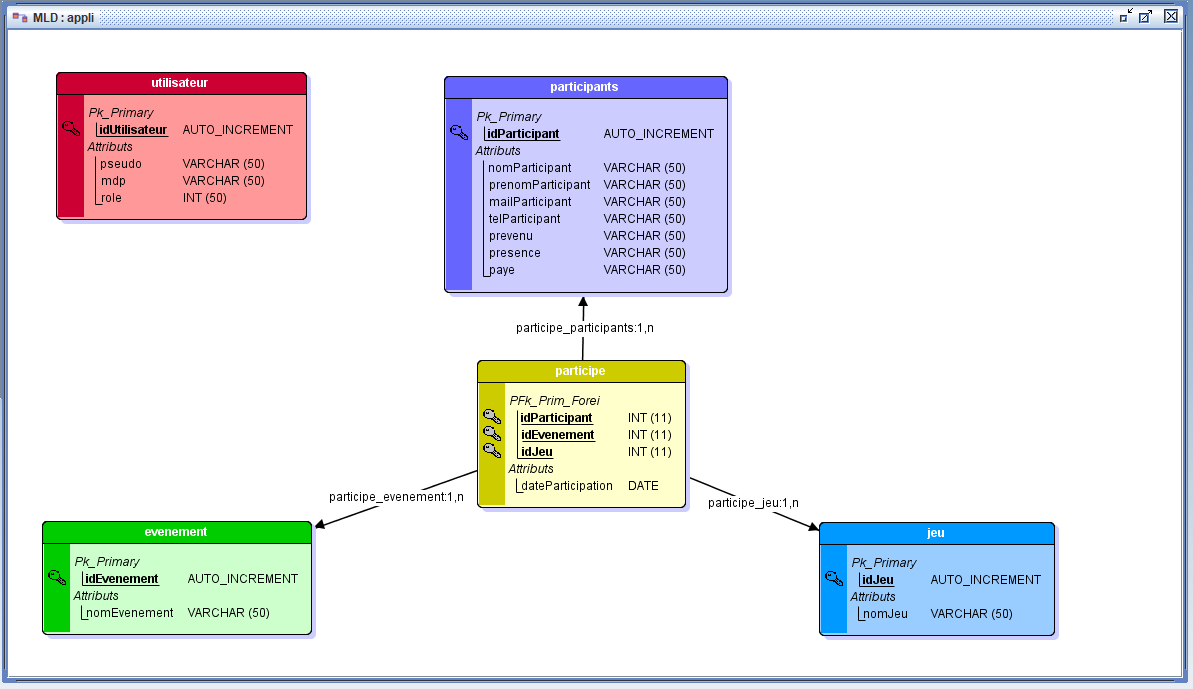 MLD : appli
utilisateur
Pk_Primary
idUtilisateur AUTO_INCREMENT
Attributs
pseudo VARCHAR (50)
mdp VARCHAR (50)
role INT (50)
participants
Pk_Primary
idParticipant AUTO_INCREMENT
Attributs
nomParticipant VARCHAR (50)
prenomParticipant VARCHAR (50)
mailParticipant VARCHAR (50)
telParticipant VARCHAR (50)
prevenu VARCHAR (50)
presence VARCHAR (50)
paye VARCHAR (50)
participe_participants:1,n
participe
PFk_Prim_Forei
idParticipant INT (11)
idEvenement INT (11)
idJeu INT (11)
Attributs
dateParticipation DATE
participe_evenement:1,n
participe_jeu:1,n
evenement
Pk_Primary
idEvenement AUTO_INCREMENT
Attributs
nomEvenement VARCHAR (50)
jeu
Pk_Primary
idJeu AUTO_INCREMENT
Attributs
nomJeu VARCHAR (50)